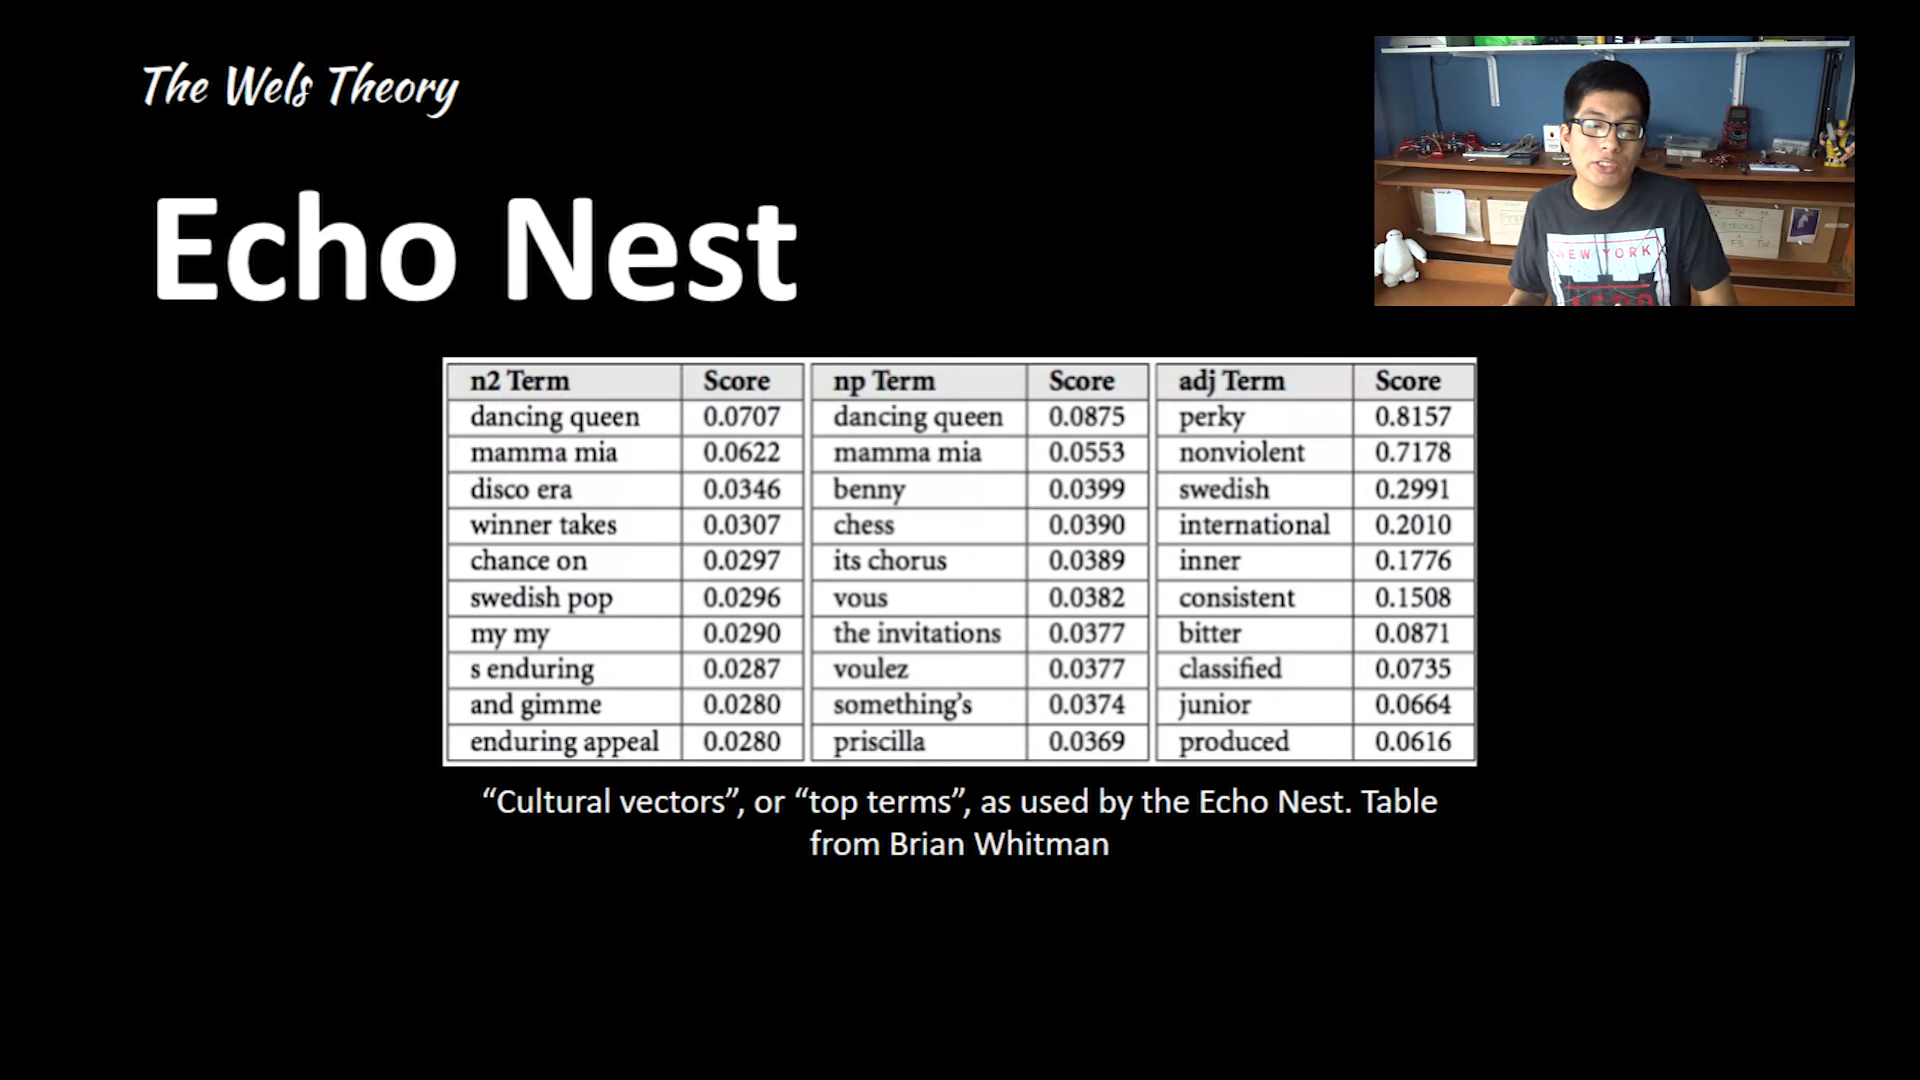 The Wels Theory
Echo Nest
n2 Term Score np Term Score adj Term Score
dancing queen 0.0707 dancing queen 0.0875 perky 0.8157
mamma mia 0.0622 mamma mia 0.0553 nonviolent 0.7178
disco era 0.0346 benny 0.0399 swedish 0.2991
winner takes 0.0307 chess 0.0390 international 0.2010
chance on 0.0297 its chorus 0.0389 inner 0.1776
swedish pop 0.0296 vous 0.0382 consistent 0.1508
my my 0.0290 the invitations 0.0377 bitter 0.0871
s enduring 0.0287 voulez 0.0377 classified 0.0735
and gimme 0.0280 something’s 0.0374 junior 0.0664
enduring appeal 0.0280 priscilla 0.0369 produced 0.0616
“Cultural vectors”, or “top terms”, as used by the Echo Nest. Table
from Brian Whitman
NEW YORK